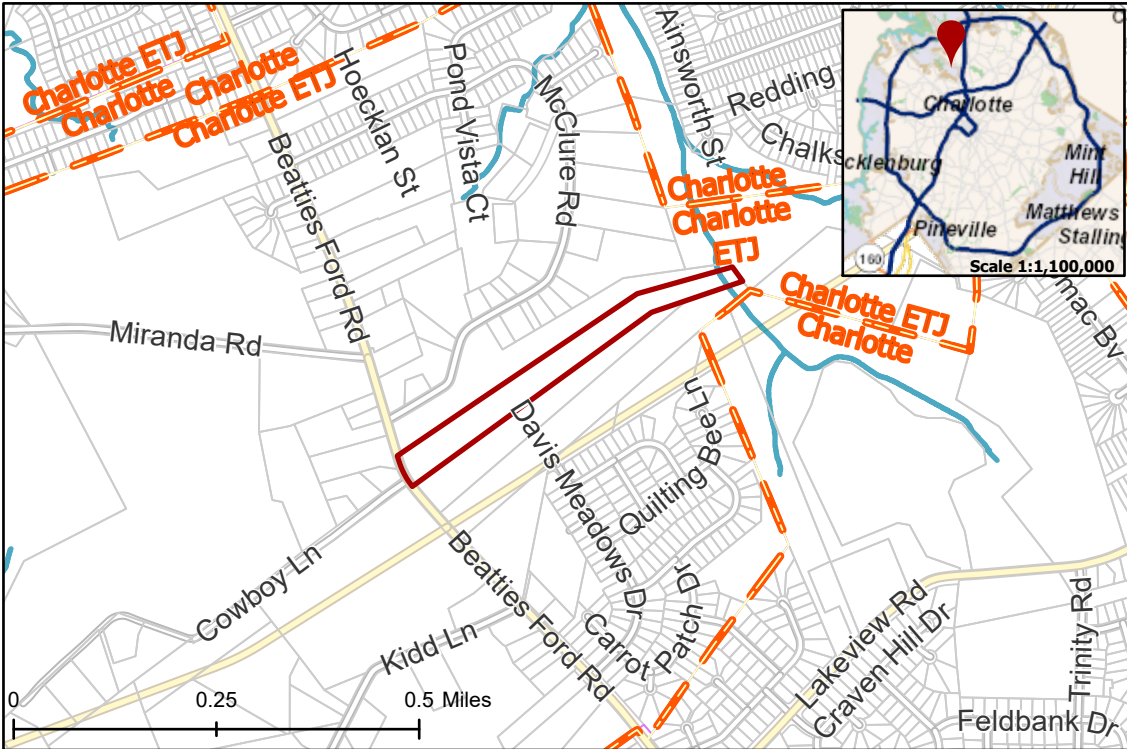 Charlotte ETJ
Charlotte
Charlotte
Charlotte ETJ
Hoecklan St
Pond Vista Ct
McClure Rd
Ainsworth St
Redding
Chalks
Charlotte
Charlotte
ETJ
Beatties Ford Rd
Miranda Rd
Charlotte ETJ
Charlotte
mac Bv
Davis Meadows Dr
Quilting Bee Ln
Cowboy Ln
Kidd Ln
Beatties Ford Rd
Carrot Patch Dr
Lakeview Rd
Craven Hill Dr
Trinity Rd
Feldbank Dr
0 0.25 0.5 Miles
Charlotte
cklenburg
Mint
Hill
Matthews
Stalling
Pineville
160
Scale 1:1,100,000